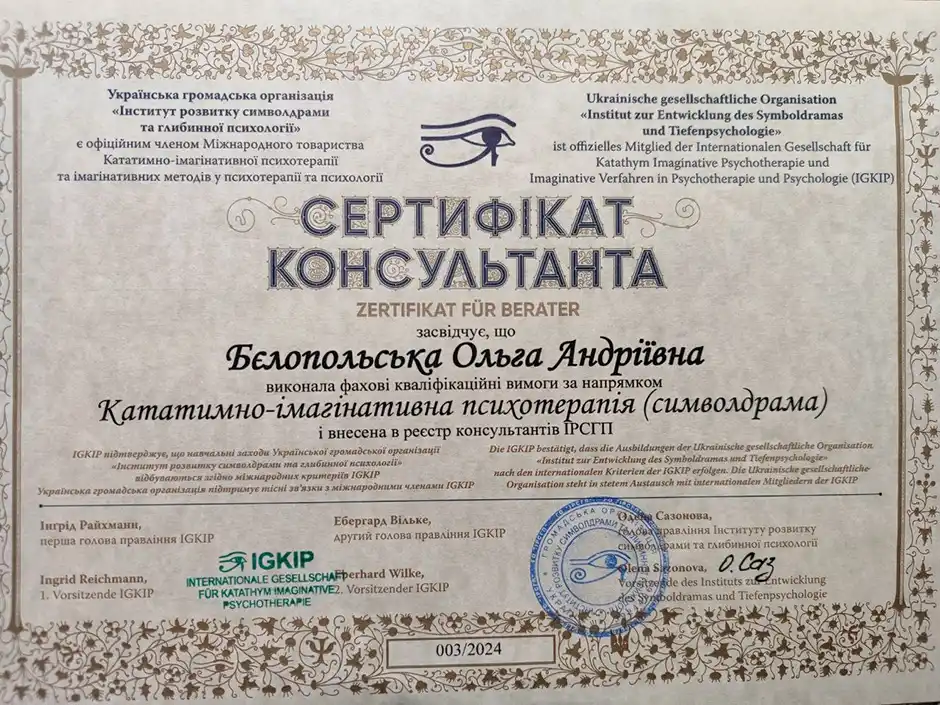 Українська громадська організація
«Інститут розвитку символдрами
та глибинної психології»
є офіційним членом Міжнародного товариства
Кататимно-імагінативної психотерапії
та імагінативних методів у психотерапії та психології
Ukrainische gesellschaftliche Organisation
«Institut zur Entwicklung des Symboldramas
und Tiefenpsychologie»
ist offizielles Mitglied der Internationalen Gesellschaft für
Katathym Imaginative Psychotherapie und
Imaginative Verfahren in Psychotherapie und Psychologie (IGKIP)
СЕРТИФІКАТ
КОНСУЛЬТАНТА
ZERTIFIKAT FÜR BERATER
засвідчує, що
Бєлопольська Ольга Андріївна
виконала фахові кваліфікаційні вимоги за напрямком
Кататимно-імагінативна психотерапія (символдрама)
і внесена в реєстр консультантів ІРСГП
IGKIP підтверджує, що навчальні заходи Української громадської організації
«Інститут розвитку символдрами та глибинної психології»
відбуваються згідно міжнародних критеріїв IGKIP
Українська громадська організація підтримує тісні зв'язки з міжнародними членами IGKIP
Die IGKIP bestätigt, dass die Ausbildungen der Ukrainische gesellschaftliche Organisation
«Institut zur Entwicklung des Symboldramas und Tiefenpsychologie»
nach den internationalen Kriterien der IGKIP erfolgen. Die Ukrainische gesellschaftliche
Organisation steht in stetem Austausch mit internationalen Mitgliedern der IGKIP
Інгрід Райхманн,
перша голова правління IGKIP
Ingrid Reichmann,
1. Vorsitzende IGKIP
IGKIP
INTERNATIONALE GESELLSCHAFT
FÜR KATATHYM IMAGINATIVE
PSYCHOTHERAPIE
Ебергард Вільке,
другий голова правління IGKIP
Eberhard Wilke,
2. Vorsitzender IGKIP
Олена Сазонова,
голова правління Інституту розвитку
символдрами та глибинної психології
Olena Sazonova,
Vorsitzende des Instituts zur Entwicklung
des Symboldramas und Tiefenpsychologie
О. Саз
003/2024